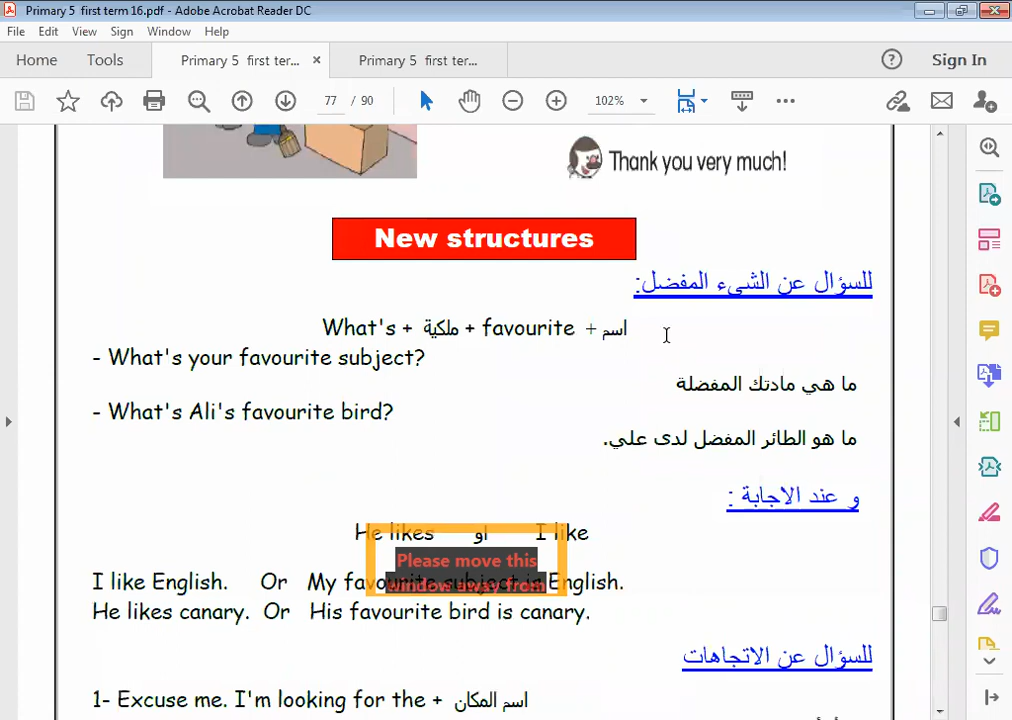 Primary 5 first term 16.pdf - Adobe Acrobat Reader DC
File Edit View Sign Window Help
Home Tools Primary 5 first ter... × Primary 5 first ter... Sign In
77 / 90 102%
Thank you very much!
New structures
للسؤال عن الشىء المفضل:
What's + ملكية + favourite + اسم
- What's your favourite subject?
ما هي مادتك المفضلة
- What's Ali's favourite bird?
ما هو الطائر المفضل لدى علي.
و عند الاجابة :
He likes او I like
Please move this
window away from
I like English. Or My favourite subject is English.
He likes canary. Or His favourite bird is canary.
للسؤال عن الاتجاهات
1- Excuse me. I'm looking for the + اسم المكان